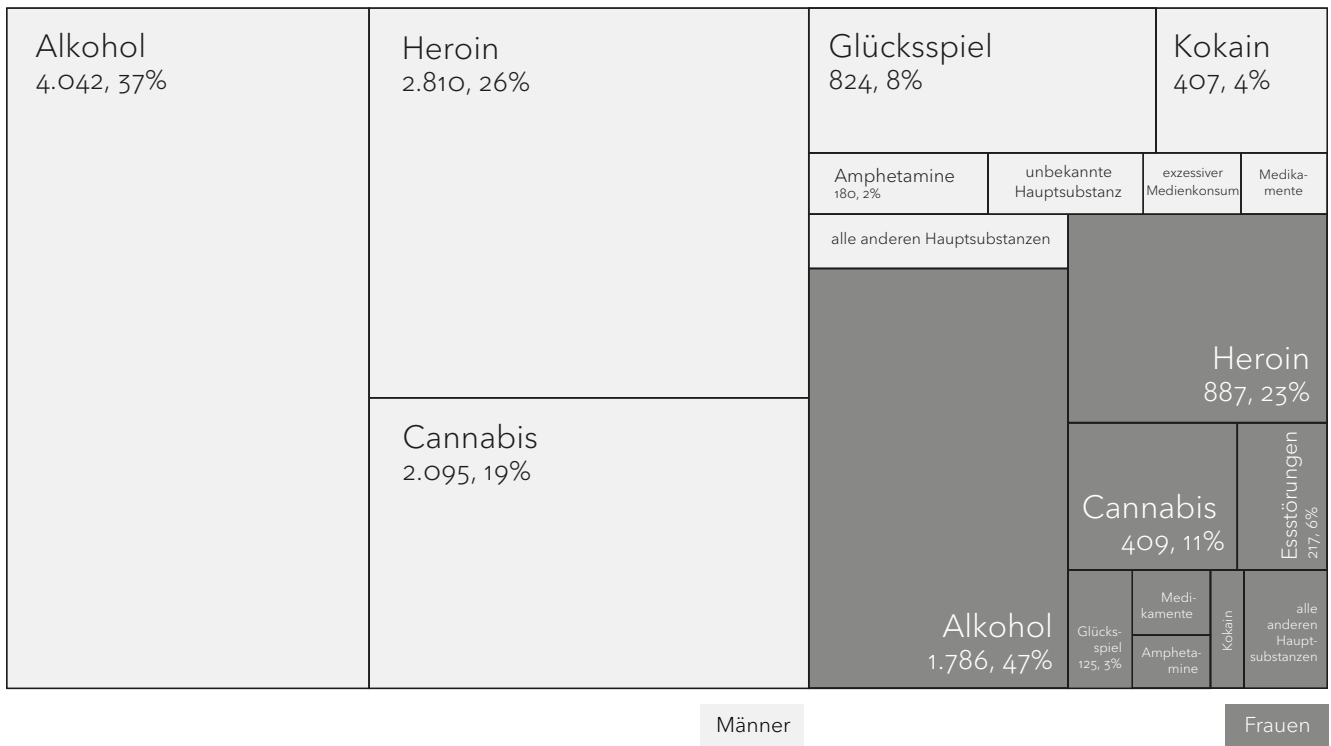 Alkohol
4.042, 37%
Heroin
2.810, 26%
Cannabis
2.095, 19%
Glücksspiel
824, 8%
Kokain
407, 4%
Amphetamine
180, 2%
unbekannte
Hauptsubstanz
exzessiver
Medienkonsum
Medika-
mente
alle anderen Hauptsubstanzen
Alkohol
1.786, 47%
Heroin
887, 23%
Cannabis
409, 11%
Essstörungen
217, 6%
Glücks-
spiel
125, 3%
Medi-
kamente
Ampheta-
mine
Kokain
alle
anderen
Haupt-
substanzen
Männer
Frauen